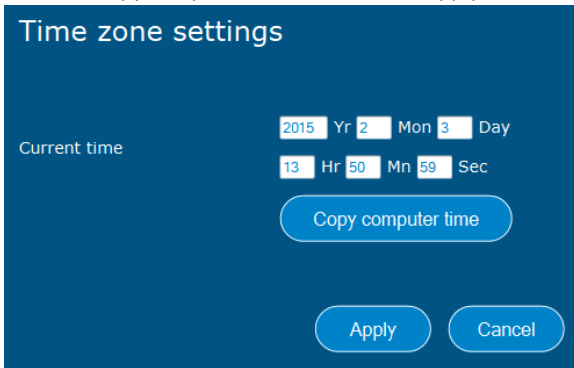 Time zone settings
2015 Yr 2 Mon 3 Day
Current time
13 Hr 50 Mn 59 Sec
Copy computer time
Apply Cancel